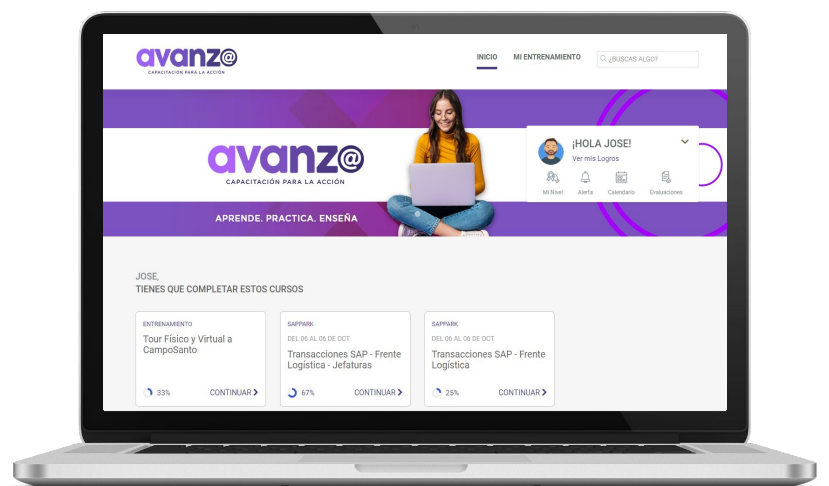 avanz@
CAPACITACIÓN PARA LA ACCIÓN
INICIO MI ENTRENAMIENTO ¿BUSCAS ALGO?
avanz@
CAPACITACIÓN PARA LA ACCIÓN
APRENDE. PRACTICA. ENSEÑA
¡HOLA JOSE!
Ver mis Logros
Mi Nivel Alerta Calendario Evaluaciones
JOSE,
TIENES QUE COMPLETAR ESTOS CURSOS
ENTRENAMIENTO
Tour Físico y Virtual a
CampoSanto
33% CONTINUAR
SAPPARK
DEL 06 AL 06 DE OCT
Transacciones SAP - Frente
Logística - Jefaturas
67% CONTINUAR
SAPPARK
DEL 06 AL 06 DE OCT
Transacciones SAP - Frente
Logística
25% CONTINUAR